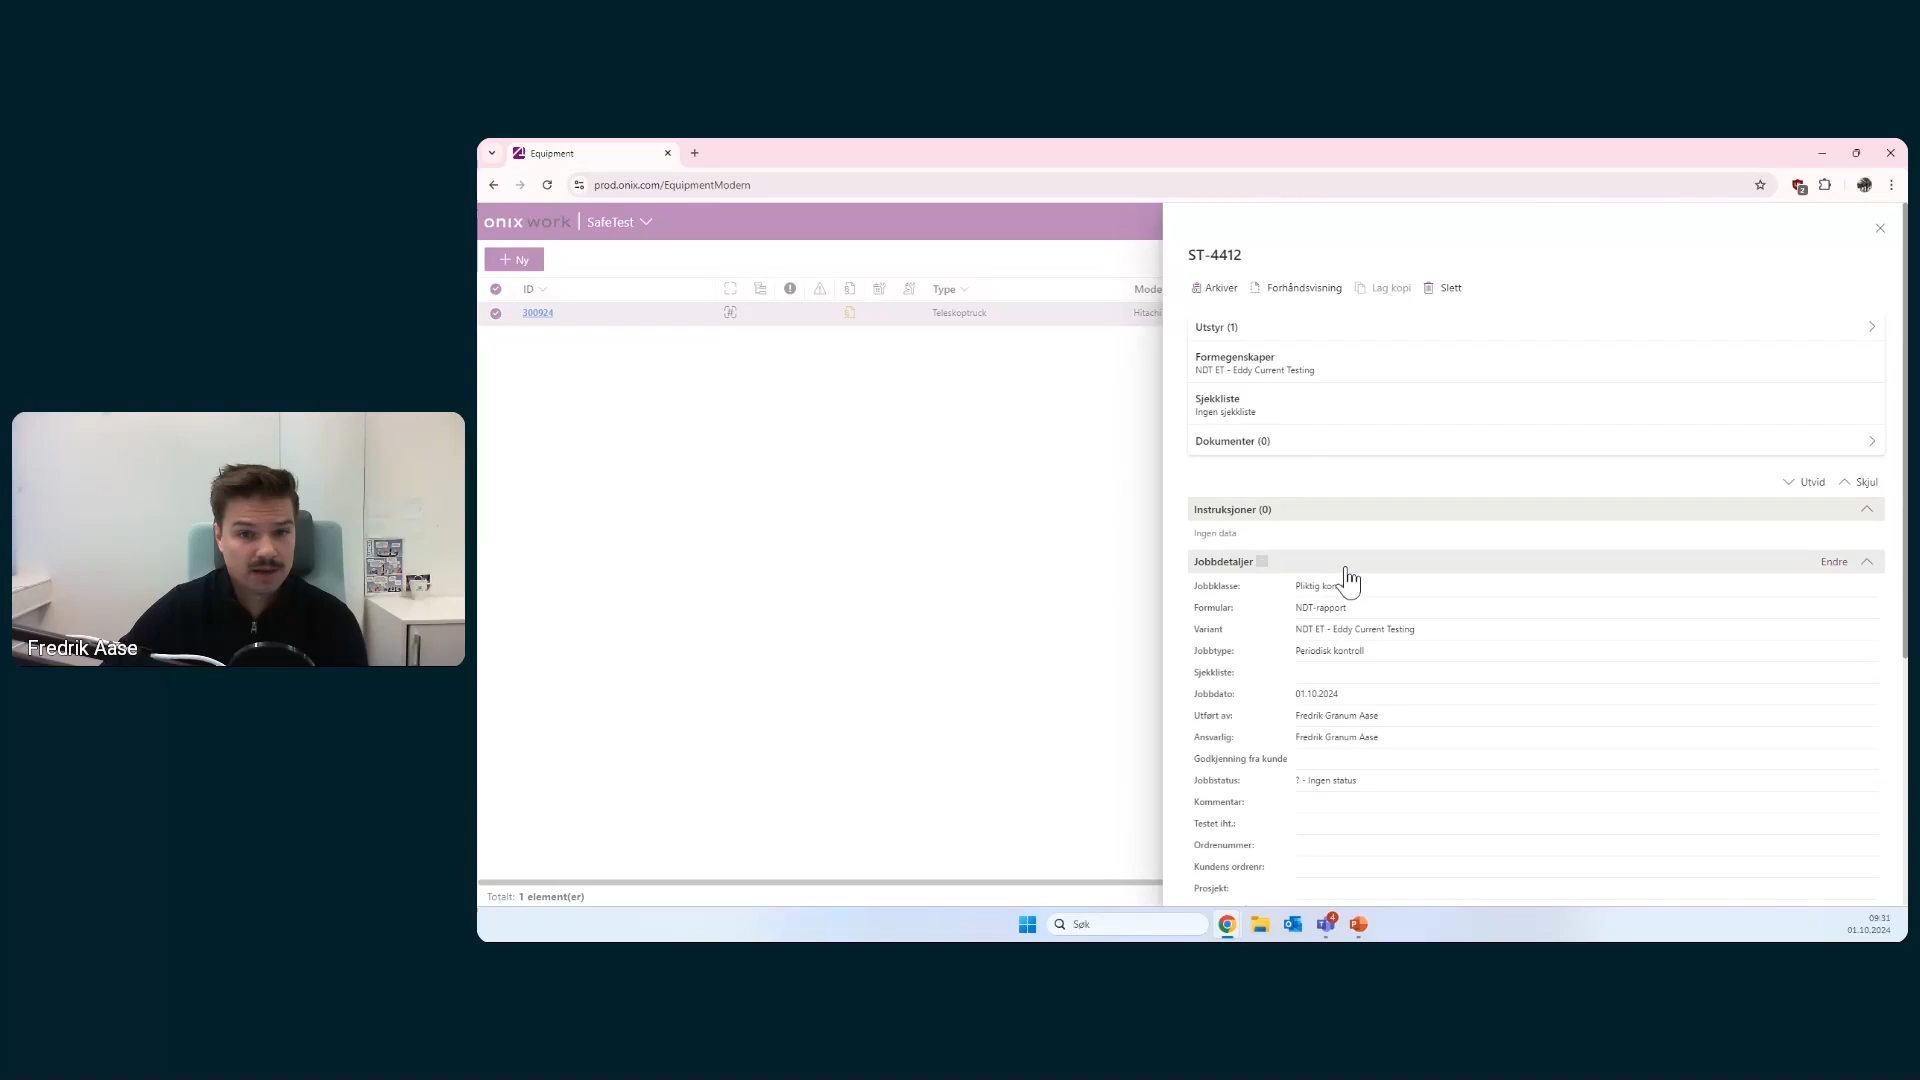 Equipment
prod.onix.com/EquipmentModern
2
onix work
SafeTest
Ny
ID
Type
Mode
300924
Teleskoptruck
Hitachi
Totalt: 1 element(er)
ST-4412
Arkiver
Forhåndsvisning
Lag kopi
Slett
Utstyr (1)
Formegenskaper
NDT ET - Eddy Current Testing
Sjekkliste
Ingen sjekkliste
Dokumenter (0)
Utvid
Skjul
Instruksjoner (0)
Ingen data
Jobbdetaljer
Endre
Jobbklasse:
Pliktig
Formular:
NDT-rapport
Variant
NDT ET - Eddy Current Testing
Jobbtype:
Periodisk kontroll
Sjekkliste:
Jobbdato:
01.10.2024
Utført av:
Fredrik Granum Aase
Ansvarlig:
Fredrik Granum Aase
Godkjenning fra kunde
Jobbstatus:
? - Ingen status
Kommentar:
Testet iht.:
Ordrenummer:
Kundens ordrenr:
Prosjekt:
Fredrik Aase
Søk
4
09:31
01.10.2024